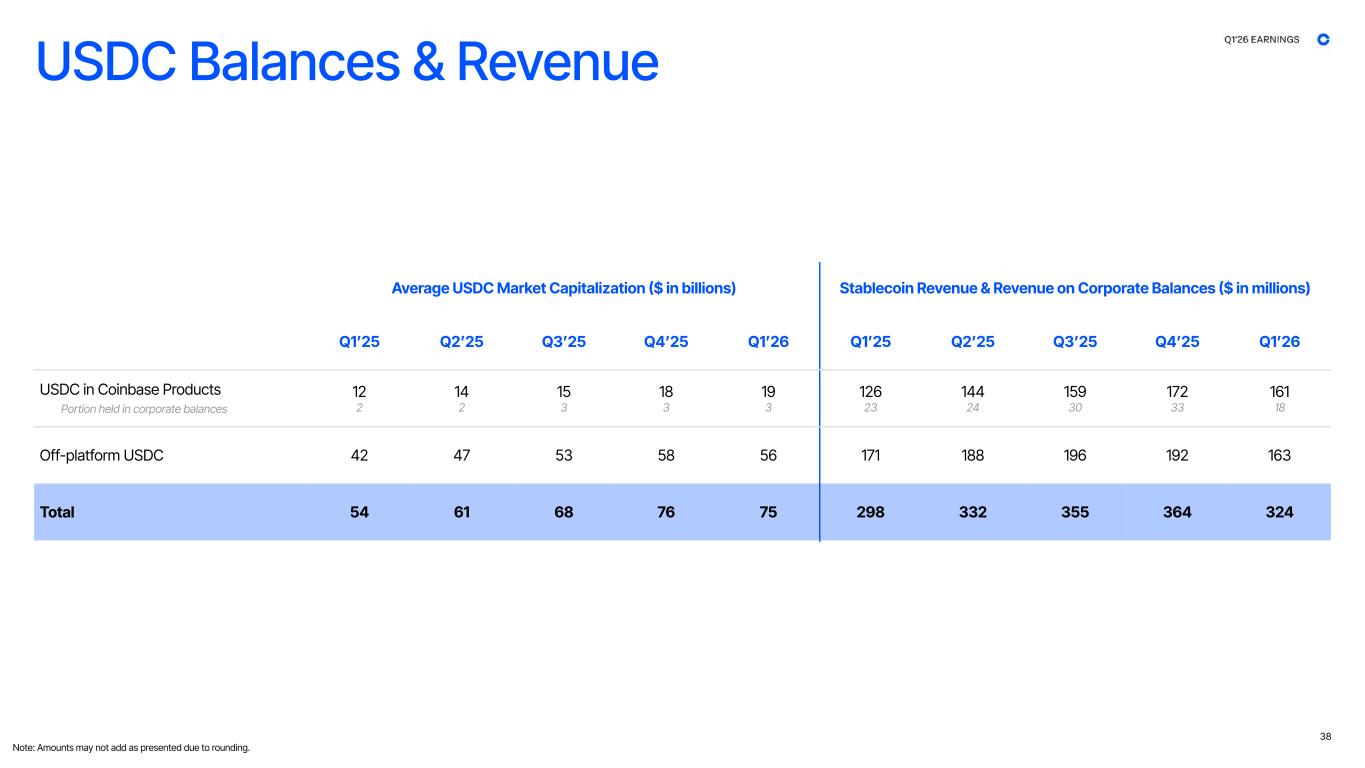 USDC Balances & Revenue
Q1'26 EARNINGS
Average USDC Market Capitalization ($ in billions) Stablecoin Revenue & Revenue on Corporate Balances ($ in millions)
Q1'25 Q2'25 Q3'25 Q4'25 Q1'26 Q1'25 Q2'25 Q3'25 Q4'25 Q1'26
USDC in Coinbase Products 12 14 15 18 19 126 144 159 172 161
Portion held in corporate balances 2 2 3 3 3 23 24 30 33 18
Off-platform USDC 42 47 53 58 56 171 188 196 192 163
Total 54 61 68 76 75 298 332 355 364 324
38
Note: Amounts may not add as presented due to rounding.